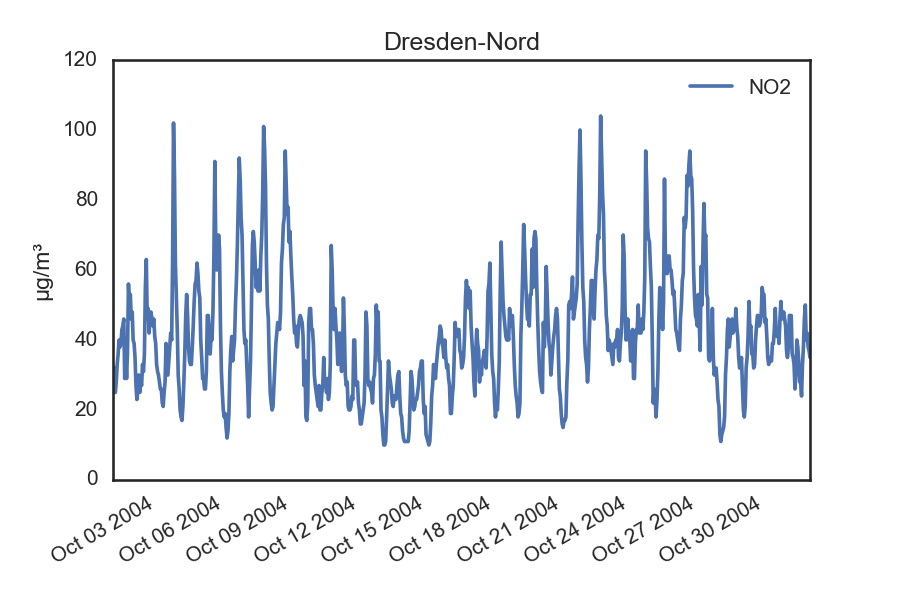 Dresden-Nord
120
100
80
60
40
20
0
µg/m³
NO2
Oct 03 2004
Oct 06 2004
Oct 09 2004
Oct 12 2004
Oct 15 2004
Oct 18 2004
Oct 21 2004
Oct 24 2004
Oct 27 2004
Oct 30 2004